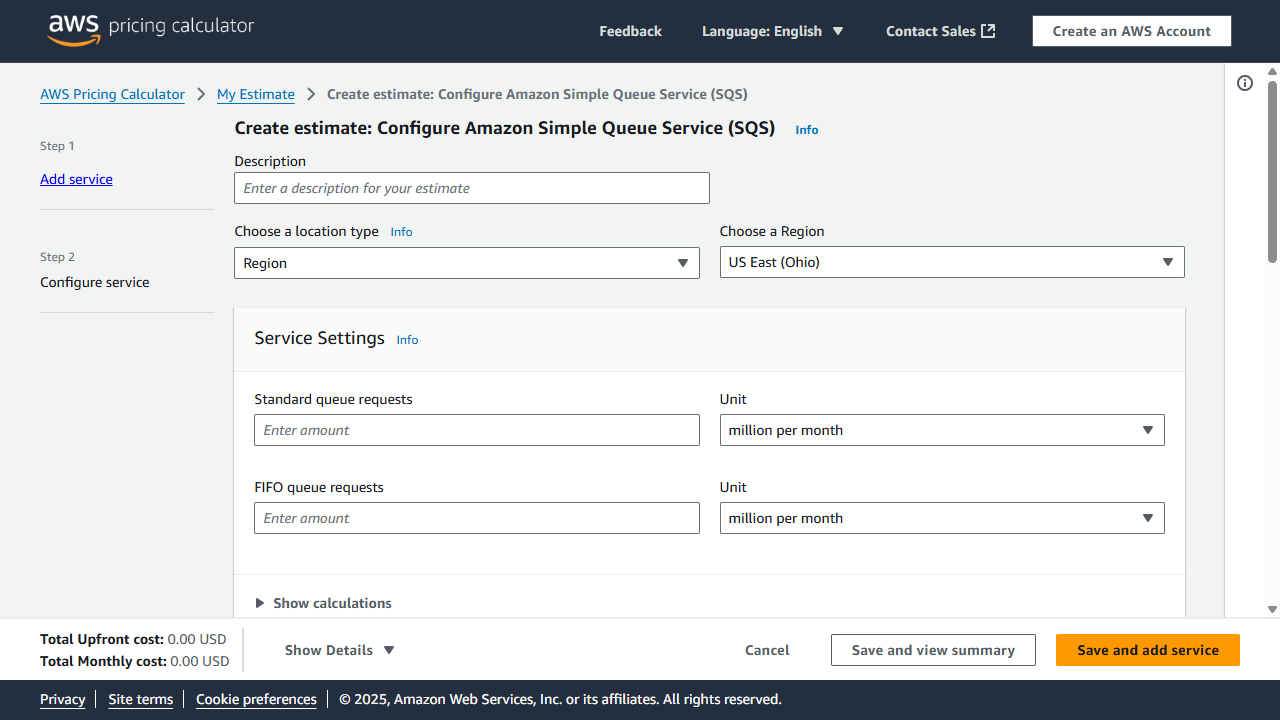 aws pricing calculator
Feedback
Language: English
Contact Sales
Create an AWS Account
AWS Pricing Calculator
My Estimate
Create estimate: Configure Amazon Simple Queue Service (SQS)
Step 1
Add service
Step 2
Configure service
Create estimate: Configure Amazon Simple Queue Service (SQS) Info
Description
Enter a description for your estimate
Choose a location type Info
Region
Choose a Region
US East (Ohio)
Service Settings Info
Standard queue requests
Enter amount
Unit
million per month
FIFO queue requests
Enter amount
Unit
million per month
Show calculations
Total Upfront cost: 0.00 USD
Total Monthly cost: 0.00 USD
Show Details
Cancel
Save and view summary
Save and add service
Privacy
Site terms
Cookie preferences
© 2025, Amazon Web Services, Inc. or its affiliates. All rights reserved.